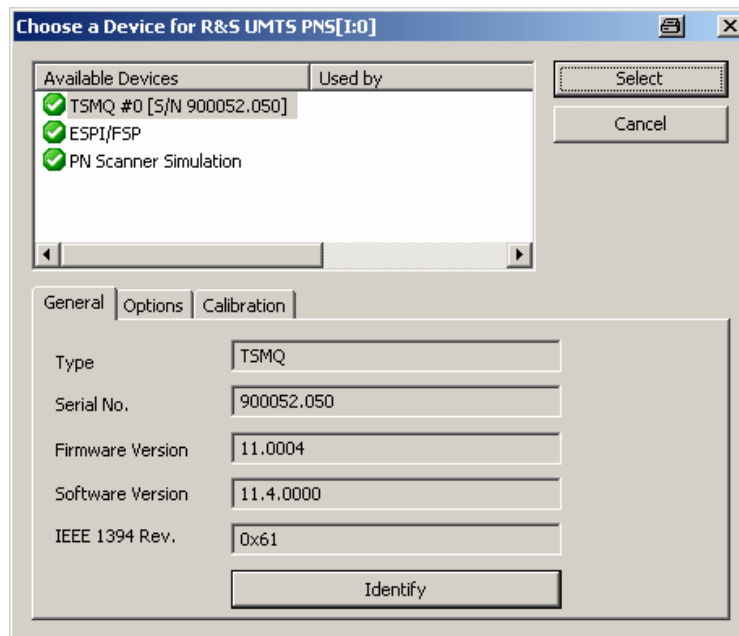 Choose a Device for R&S UMTS PNS[I:0]
Available Devices Used by
TSMQ #0 [S/N 900052.050]
ESPI/FSP
PN Scanner Simulation
Select
Cancel
General Options Calibration
Type TSMQ
Serial No. 900052.050
Firmware Version 11.0004
Software Version 11.4.0000
IEEE 1394 Rev. 0x61
Identify